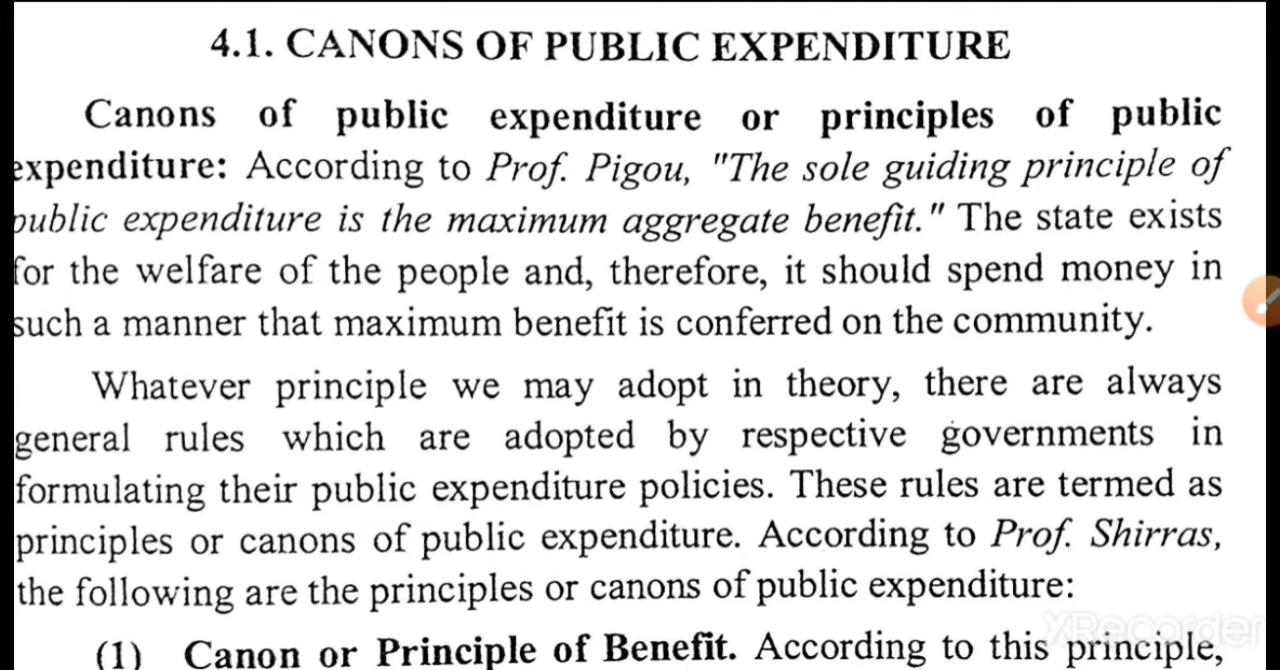 4.1. CANONS OF PUBLIC EXPENDITURE
Canons of public expenditure or principles of public
expenditure: According to Prof. Pigou, "The sole guiding principle of
public expenditure is the maximum aggregate benefit." The state exists
for the welfare of the people and, therefore, it should spend money in
such a manner that maximum benefit is conferred on the community.
Whatever principle we may adopt in theory, there are always
general rules which are adopted by respective governments in
formulating their public expenditure policies. These rules are termed as
principles or canons of public expenditure. According to Prof. Shirras,
the following are the principles or canons of public expenditure:
(1) Canon or Principle of Benefit. According to this principle,
XRecorder